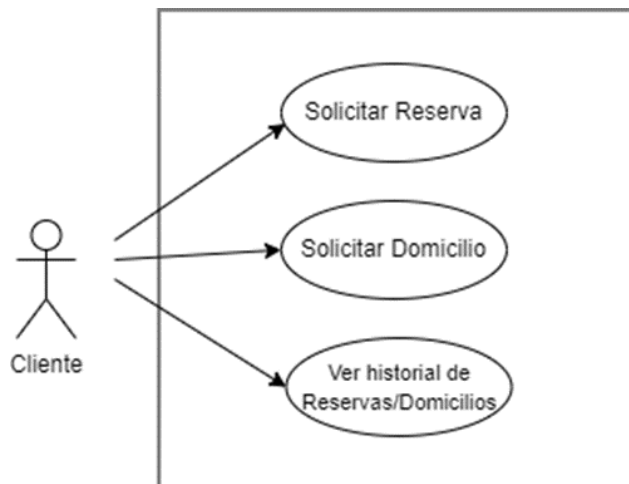 Solicitar Reserva
Solicitar Domicilio
Cliente
Ver historial de
Reservas/Domicilios